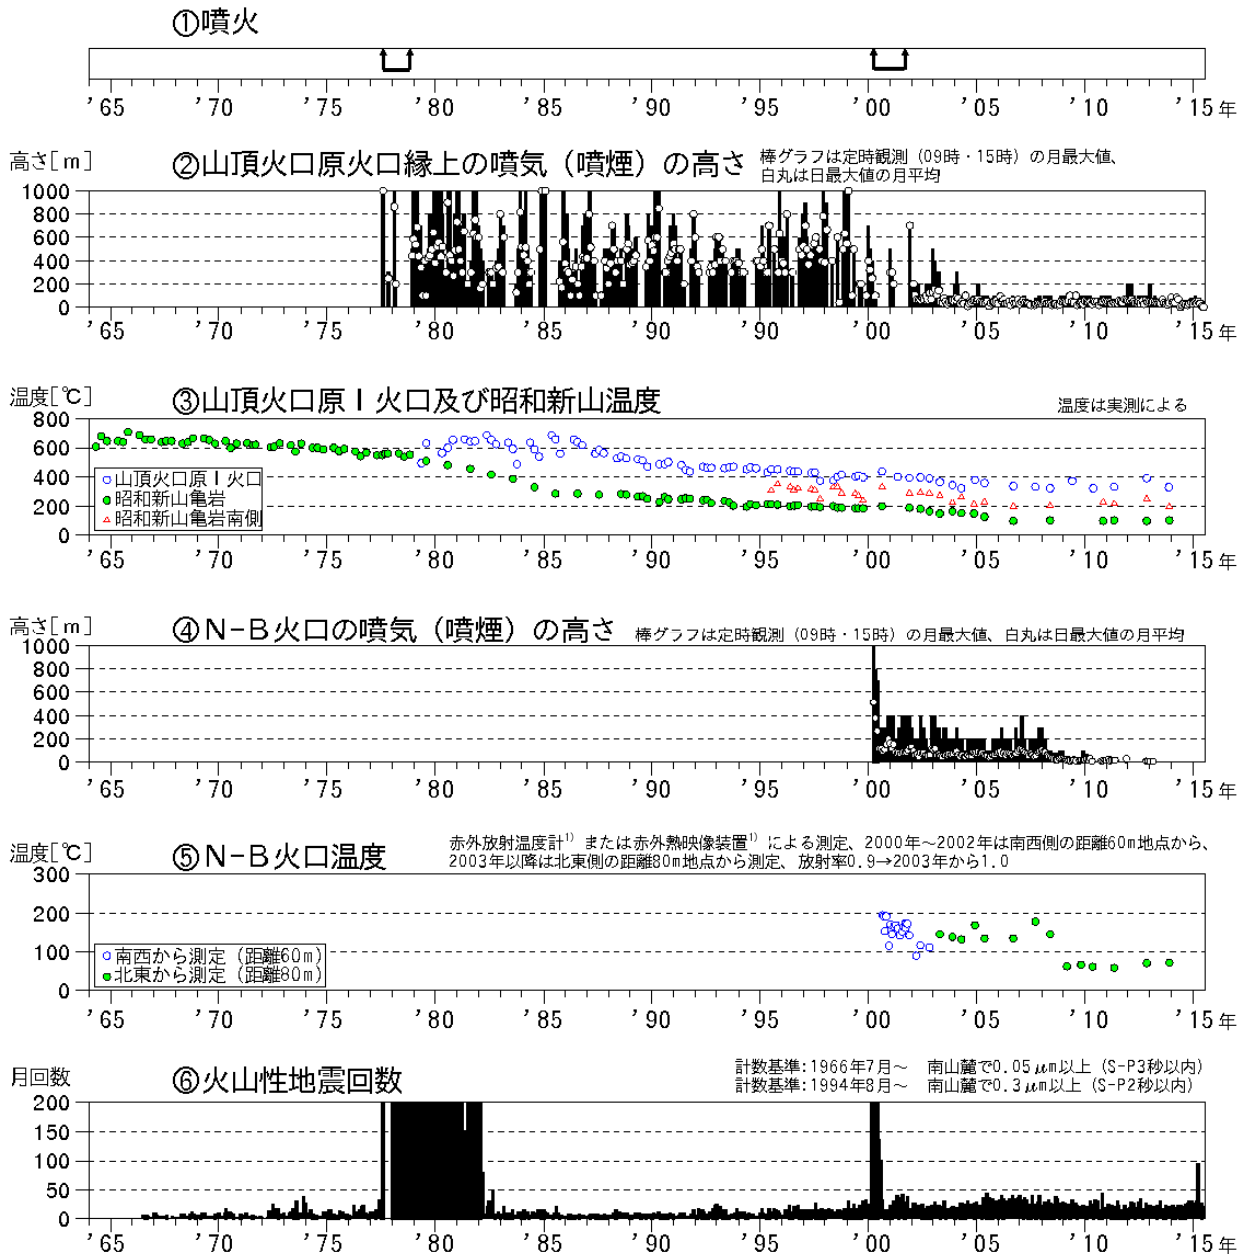 ①噴火
'65 '70 '75 '80 '85 '90 '95 '00 '05 '10 '15 年
高さ[m]
②山頂火口原火口縁上の噴気(噴煙)の高さ
棒グラフは定時観測(09時・15時)の月最大値、
白丸は日最大値の月平均
1000
800
600
400
200
0
'65 '70 '75 '80 '85 '90 '95 '00 '05 '10 '15 年
温度[℃]
③山頂火口原Ⅰ火口及び昭和新山温度
温度は実測による
800
600
400
200
0
山頂火口原Ⅰ火口
昭和新山亀岩
昭和新山亀岩南側
'65 '70 '75 '80 '85 '90 '95 '00 '05 '10 '15 年
高さ[m]
④N-B火口の噴気(噴煙)の高さ
棒グラフは定時観測(09時・15時)の月最大値、白丸は日最大値の月平均
1000
800
600
400
200
0
'65 '70 '75 '80 '85 '90 '95 '00 '05 '10 '15 年
温度[℃]
⑤N-B火口温度
赤外放射温度計1) または赤外熱映像装置1) による測定、2000年～2002年は南西側の距離60m地点から、
2003年以降は北東側の距離80m地点から測定、放射率0.9→2003年から1.0
300
200
100
0
南西から測定(距離60m)
北東から測定(距離80m)
'65 '70 '75 '80 '85 '90 '95 '00 '05 '10 '15 年
月回数
⑥火山性地震回数
計数基準:1966年7月～ 南山麓で0.05μm以上(S-P3秒以内)
計数基準:1994年8月～ 南山麓で0.3μm以上(S-P2秒以内)
200
150
100
50
0
'65 '70 '75 '80 '85 '90 '95 '00 '05 '10 '15 年